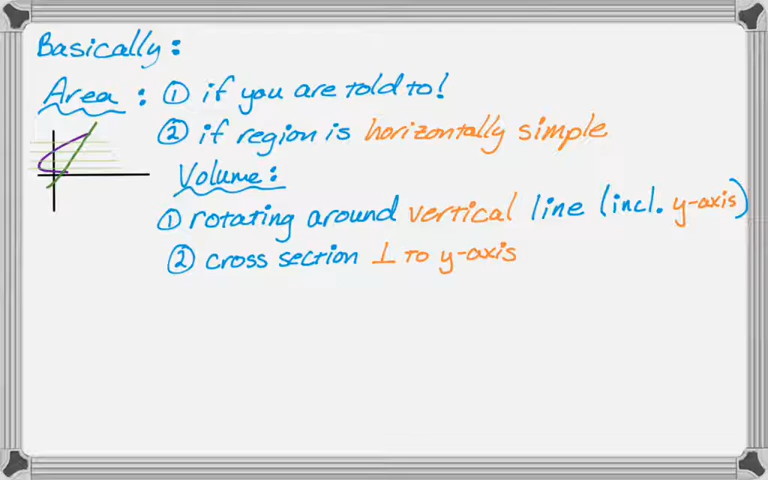 Basically:
Area: ① if you are told to!
② if region is horizontally simple
Volume:
① rotating around vertical line (incl. y-axis)
② cross section ⊥ to y-axis